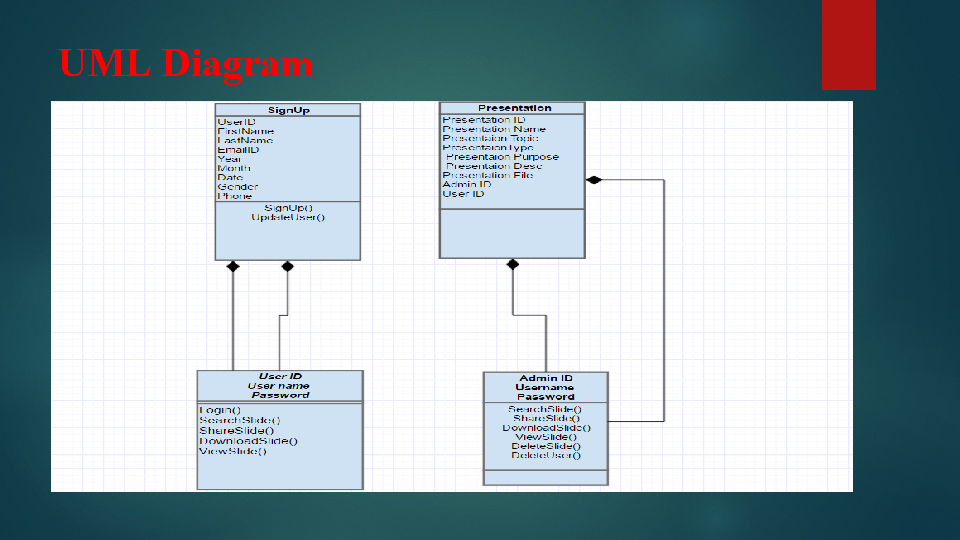 UML Diagram
SignUp
UserID
FirstName
LastName
EmailID
Year
Month
Date
Gender
Phone
SignUp()
UpdateUser()
Presentation
Presentation ID
Presentation Name
Presentaion Topic
PresentaionType
Presentaion Purpose
Presentation Desc
Presentation File
Admin ID
User ID
User ID
User name
Password
Login()
SearchSlide()
ShareSlide()
DownloadSlide()
ViewSlide()
Admin ID
Username
Password
SearchSlide()
ShareSlide()
DownloadSlide()
ViewSlide()
DeleteSlide()
DeleteUser()